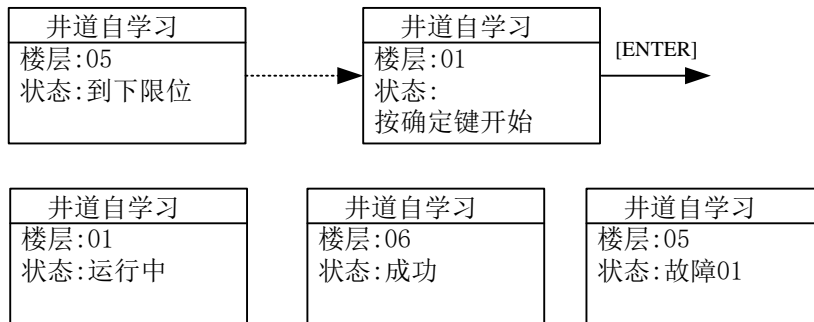 井道自学习
楼层:05
状态:到下限位
井道自学习
楼层:01
状态:
按确定键开始
[ENTER]
井道自学习
楼层:01
状态:运行中
井道自学习
楼层:06
状态:成功
井道自学习
楼层:05
状态:故障01